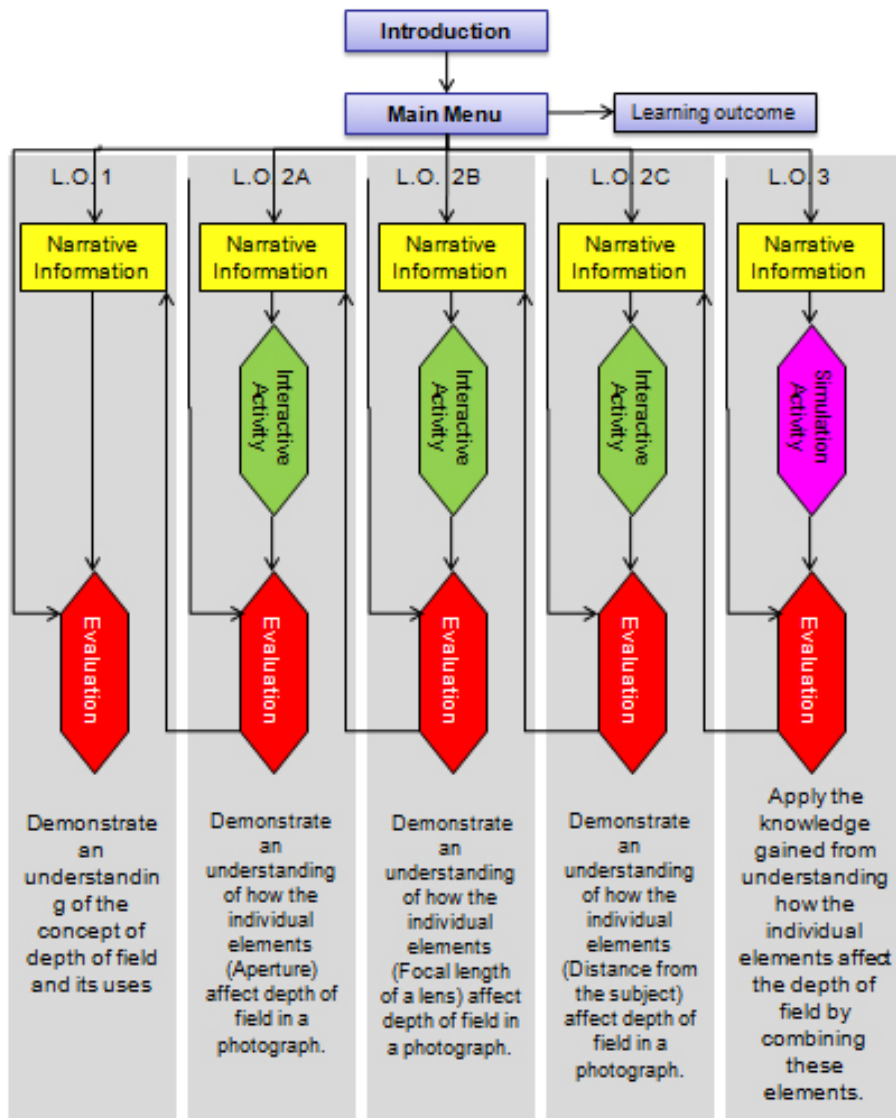 Introduction
Main Menu
Learning outcome
L.O. 1
L.O. 2A
L.O. 2B
L.O. 2C
L.O. 3
Narrative
Information
Narrative
Information
Narrative
Information
Narrative
Information
Narrative
Information
Interactive
Activity
Interactive
Activity
Interactive
Activity
Simulation
Activity
Evaluation
Evaluation
Evaluation
Evaluation
Evaluation
Demonstrate
an
understandin
g of the
concept of
depth of field
and its uses
Demonstrate
an
understanding
of how the
individual
elements
(Aperture)
affect depth of
field in a
photograph.
Demonstrate
an
understanding
of how the
individual
elements
(Focal length
of a lens) affect
depth of field in
a photograph.
Demonstrate
an
understanding
of how the
individual
elements
(Distance from
the subject)
affect depth of
field in a
photograph.
Apply the
knowledge
gained from
understanding
how the
individual
elements affect
the depth of
field by
combining
these
elements.